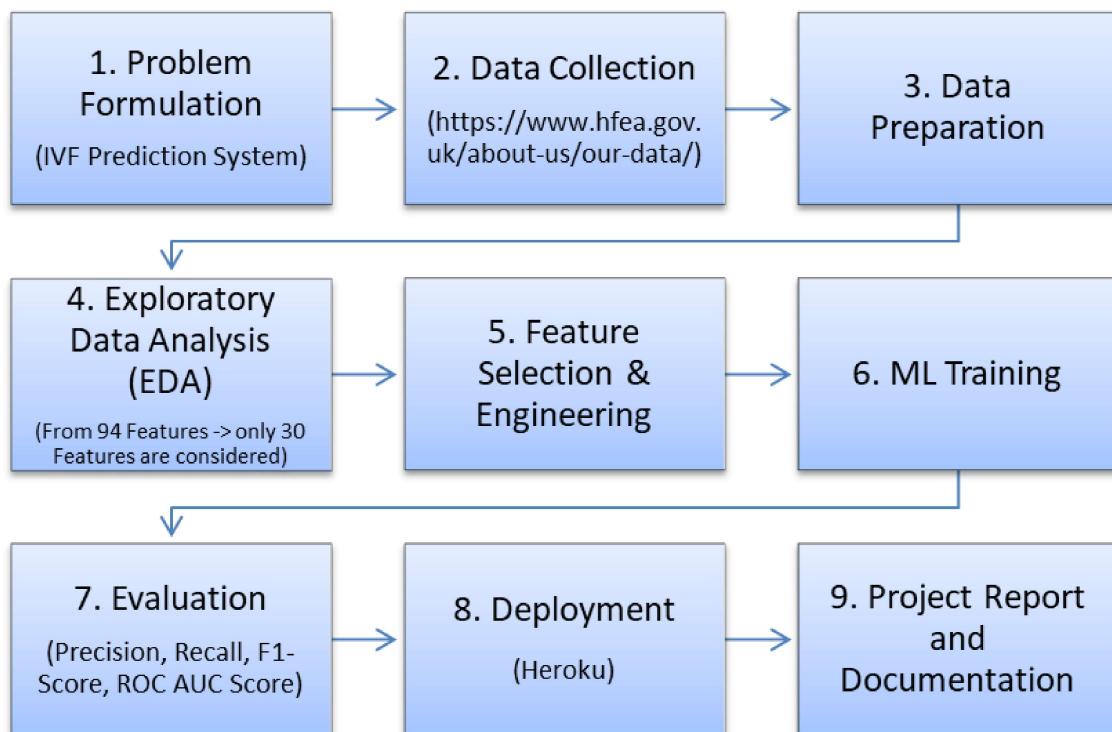 1. Problem
Formulation
(IVF Prediction System)
2. Data Collection
(https://www.hfea.gov.
uk/about-us/our-data/)
3. Data
Preparation
4. Exploratory
Data Analysis
(EDA)
(From 94 Features -> only 30
Features are considered)
5. Feature
Selection &
Engineering
6. ML Training
7. Evaluation
(Precision, Recall, F1-
Score, ROC AUC Score)
8. Deployment
(Heroku)
9. Project Report
and
Documentation